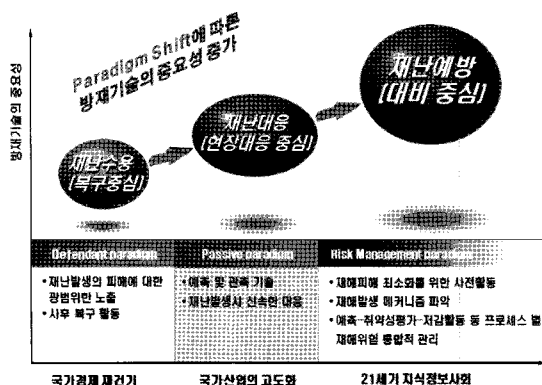 Paradigm Shift에 따른
방재기술의 중요성 증가
방재기술의 중요성
재난수용
[복구중심]
재난대응
[현장대응 중심]
재난예방
[대비 중심]
Defendant paradigm
• 재난발생의 피해에 대한
광범위한 노출
• 사후 복구 활동
Passive paradigm
• 예측 및 관측 기술
• 재난발생시 신속한 대응
Risk Management paradigm
• 재해피해 최소화를 위한 사전활동
• 재해발생 메커니즘 파악
• 예측-취약성평가-저감활동 등 프로세스 별
재해위험 통합적 관리
국가경제 재건기
국가산업의 고도화
21세기 지식정보사회